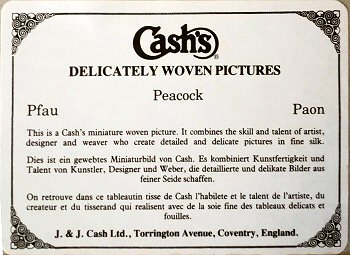 Cash's®
DELICATELY WOVEN PICTURES
Peacock
Pfau Paon
This is a Cash's miniature woven picture. It combines the skill and talent of artist,
designer and weaver who create detailed and delicate pictures in fine silk.
Dies ist ein gewebtes Miniaturbild von Cash. Es kombiniert Kunstfertigkeit und
Talent von Kunstler, Designer und Weber, die detaillierte und delikate Bilder aus
feiner Seide schaffen.
On retrouve dans ce tableautin tisse de Cash l'habilete et le talent de l'artiste, du
createur et du tisserand qui realisent avec de la soie fine des tableaux delicats et
fouilles.
J. & J. Cash Ltd., Torrington Avenue, Coventry, England.